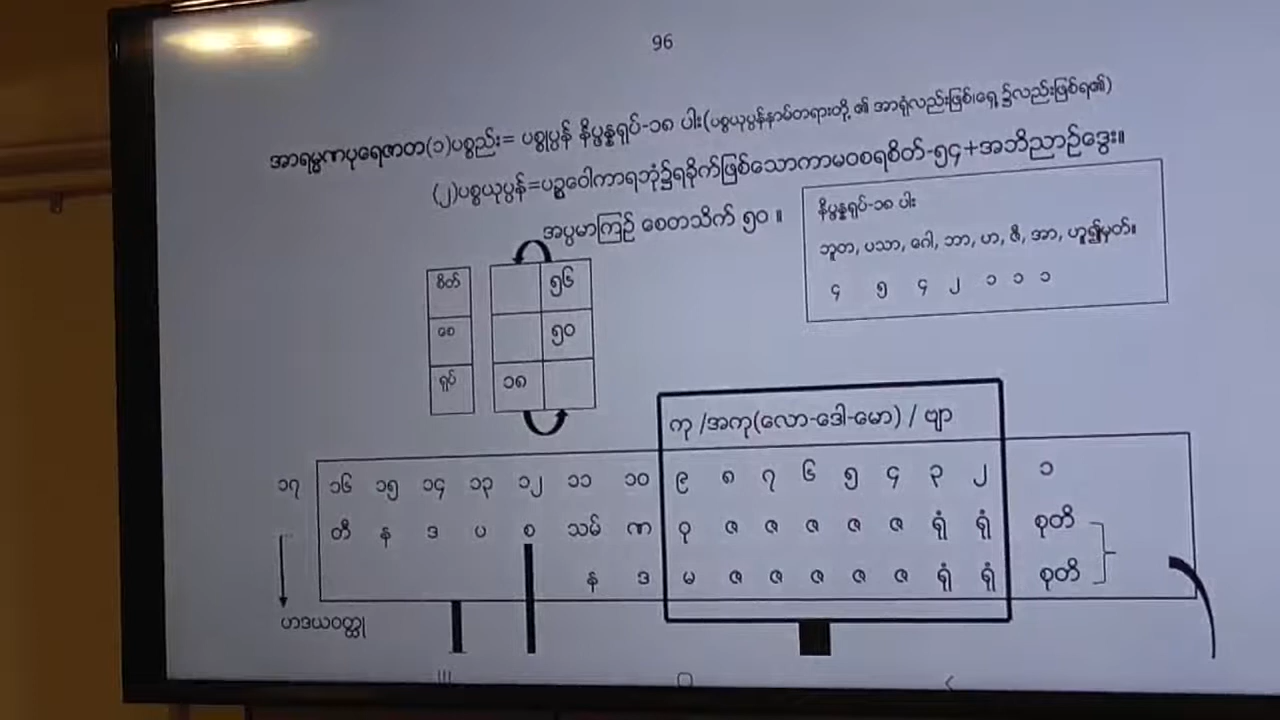 96
အာရမ္မဏပုရေဇာတ(၁)ပစ္စည်း= ပစ္စုပ္ပန် နိပ္ဖန္နရုပ်-၁၈ ပါး(ပစ္စယုပ္ပန်နာမ်တရားတို့ ၏ အာရုံလည်းဖြစ်၊ရှေ့၌လည်းဖြစ်ရ၏)
(၂)ပစ္စယုပ္ပန်=ပဉ္စဝေါကာရဘုံ၌ရခိုက်ဖြစ်သောကာမဝစရစိတ်-၅၄+အဘိညာဉ်ဒွေး။
အပ္ပမာကြဉ် စေတသိက် ၅၀ ။
နိပ္ဖန္နရုပ်-၁၈ ပါး
ဘူတ, ပသာ, ဂေါ, ဘာ, ဟ, ဇီ, အာ, ဟူ၍မှတ်။
၄ ၅ ၄ ၂ ၁ ၁ ၁
စိတ် ၅၆
စေ ၅၀
ရုပ် ၁၈
ကု /အကု(လော-ဒေါ-မော) / ဗျာ
၁၇ ၁၆ ၁၅ ၁၄ ၁၃ ၁၂ ၁၁ ၁၀ ၉ ၈ ၇ ၆ ၅ ၄ ၃ ၂ ၁
တီ န ဒ ပ စ သမ် ဏ ဝု ဇ ဇ ဇ ဇ ဇ ရုံ ရုံ စုတိ
န ဒ မ ဇ ဇ ဇ ဇ ဇ ရုံ ရုံ စုတိ
ဟဒယဝတ္ထု